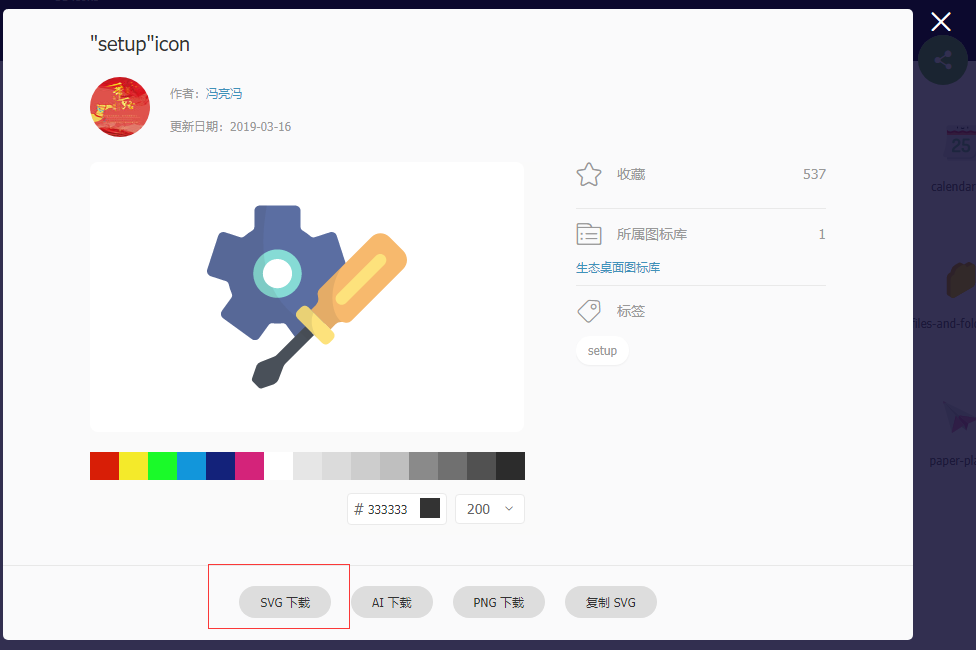 "setup"icon
作者：冯亮冯
更新日期：2019-03-16
收藏 537
所属图标库 1
生态桌面图标库
标签
setup
# 333333
200
SVG 下载
AI 下载
PNG 下载
复制 SVG
25
calendar
files-and-fol
paper-pla